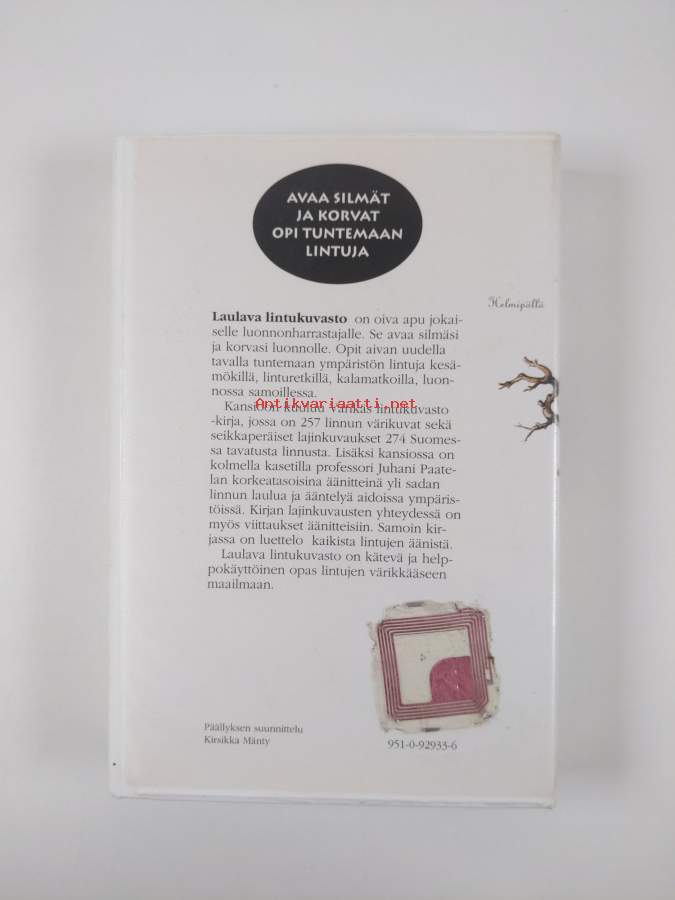 AVAA SILMÄT
JA KORVAT
OPI TUNTEMAAN
LINTUJA
Helmipöllö
Laulava lintukuvasto on oiva apu jokai-
selle luonnonharrastajalle. Se avaa silmäsi
ja korvasi luonnolle. Opit aivan uudella
tavalla tuntemaan ympäristön lintuja kesä-
mökillä, linturetkillä, kalamatkoilla, luon-
nossa samoillessa.
Antikvariaatti.net
Kansioon kuuluu värikäs lintukuvasto
-kirja, jossa on 257 linnun värikuvat sekä
seikkaperäiset lajinkuvaukset 274 Suomes-
sa tavatusta linnusta. Lisäksi kansiossa on
kolmella kasetilla professori Juhani Paate-
lan korkeatasoisina äänitteinä yli sadan
linnun laulua ja ääntelyä aidoissa ympäris-
töissä. Kirjan lajinkuvausten yhteydessä on
myös viittaukset äänitteisiin. Samoin kir-
jassa on luettelo kaikista lintujen äänistä.
Laulava lintukuvasto on kätevä ja help-
pokäyttöinen opas lintujen värikkääseen
maailmaan.
Päällyksen suunnittelu
Kirsikka Mänty
951-0-92933-6